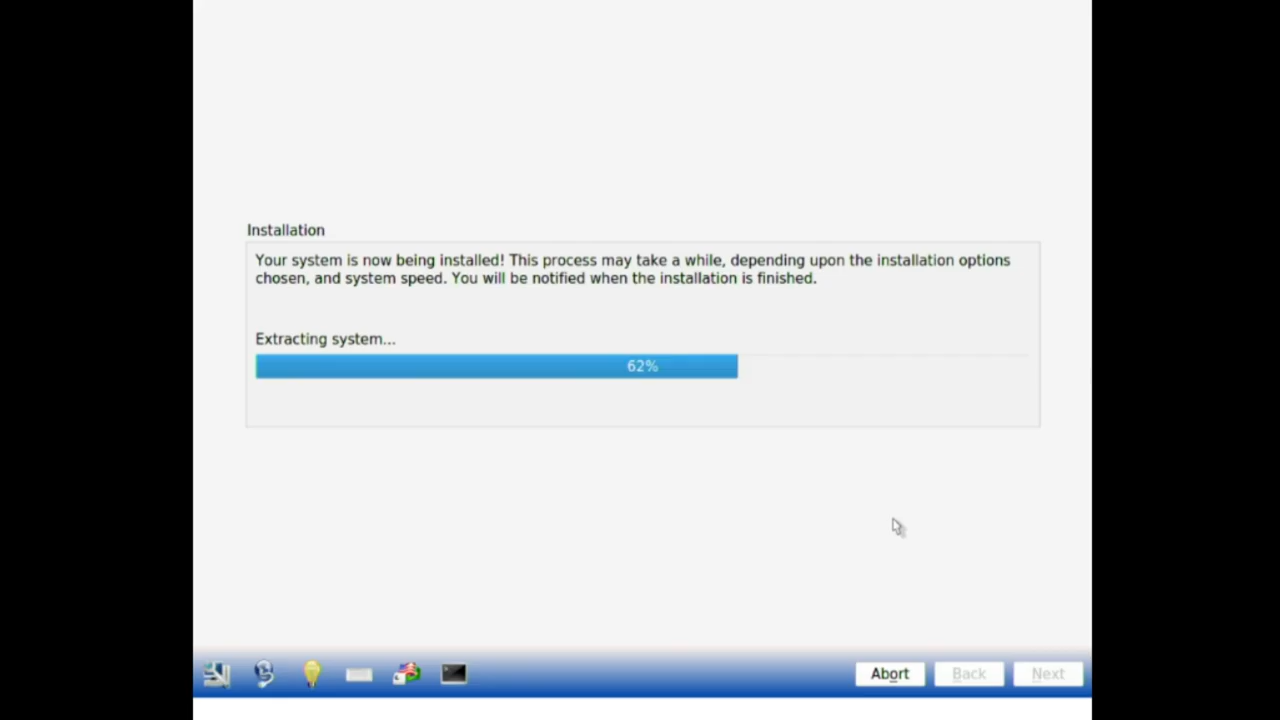 Installation
Your system is now being installed! This process may take a while, depending upon the installation options
chosen, and system speed. You will be notified when the installation is finished.
Extracting system...
62%
Abort
Back
Next